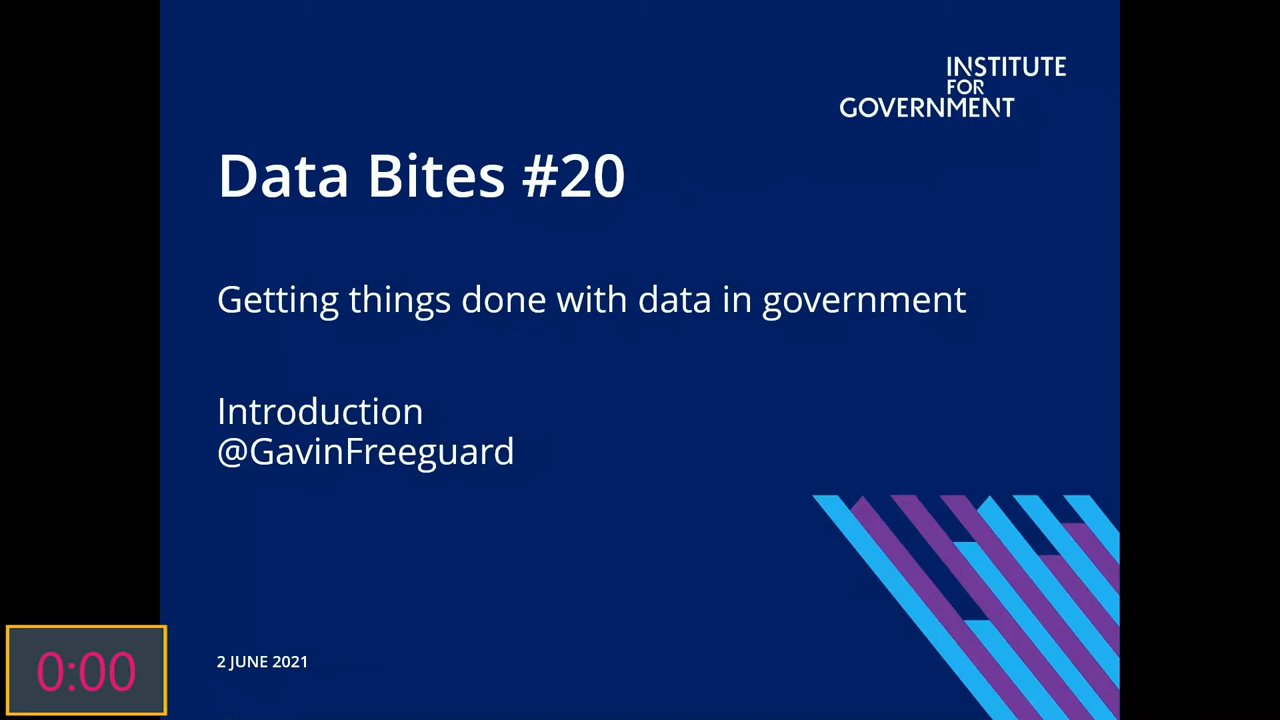 INSTITUTE
FOR
GOVERNMENT
Data Bites #20
Getting things done with data in government
Introduction
@GavinFreeguard
2 JUNE 2021
0:00